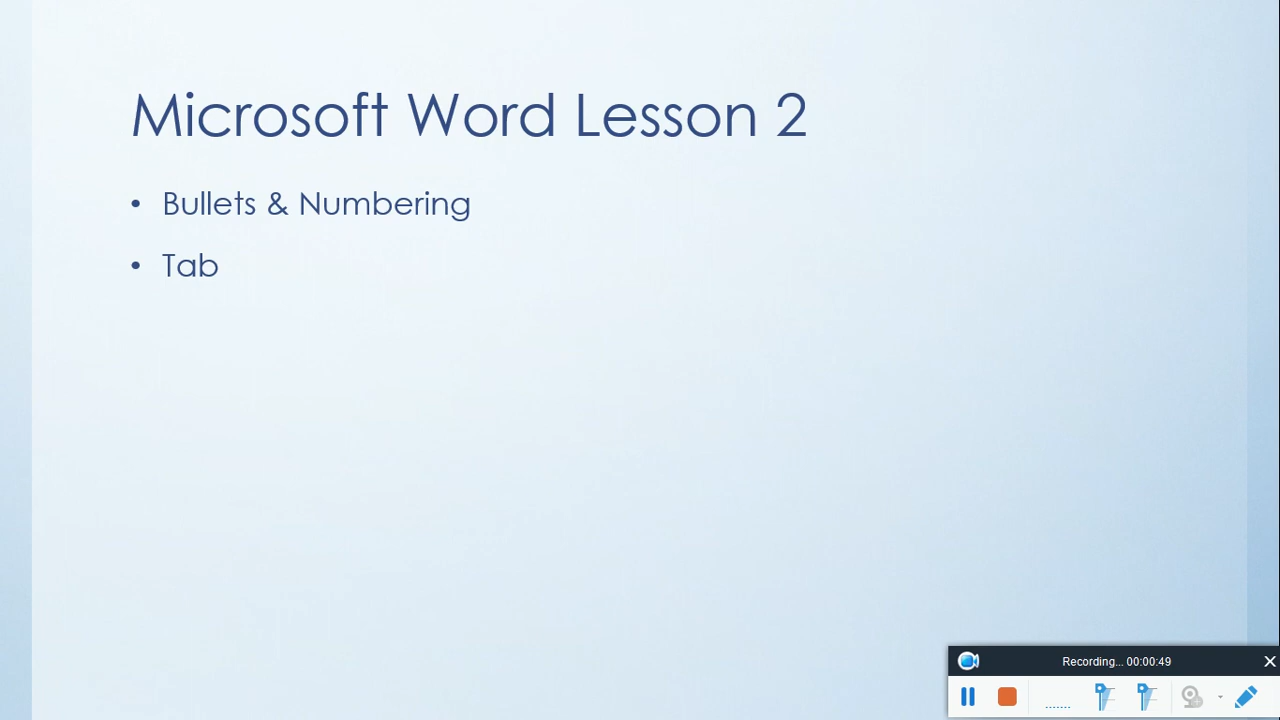 Microsoft Word Lesson 2
• Bullets & Numbering
• Tab
Recording... 00:00:49